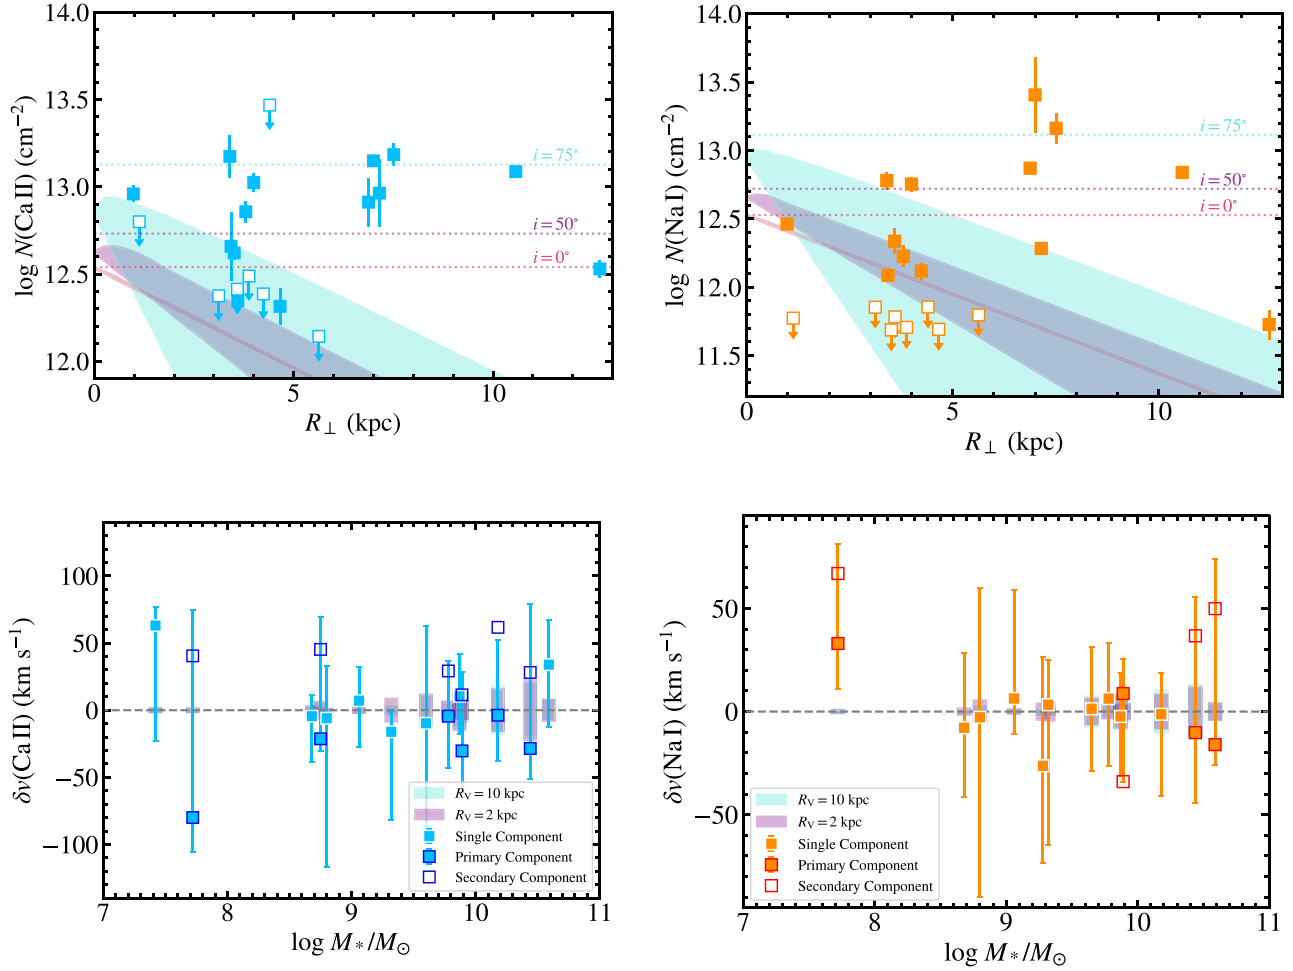 14.0
13.5
13.0
12.5
12.0
0
5
10
log N(Ca II) (cm⁻²)
R⊥ (kpc)
i = 75°
i = 50°
i = 0°
14.0
13.5
13.0
12.5
12.0
11.5
0
5
10
log N(Na I) (cm⁻²)
R⊥ (kpc)
i = 75°
i = 50°
i = 0°
100
50
0
−50
−100
7
8
9
10
11
δv(Ca II) (km s⁻¹)
log M*/M⊙
R_V = 10 kpc
R_V = 2 kpc
Single Component
Primary Component
Secondary Component
50
0
−50
7
8
9
10
11
δv(Na I) (km s⁻¹)
log M*/M⊙
R_V = 10 kpc
R_V = 2 kpc
Single Component
Primary Component
Secondary Component